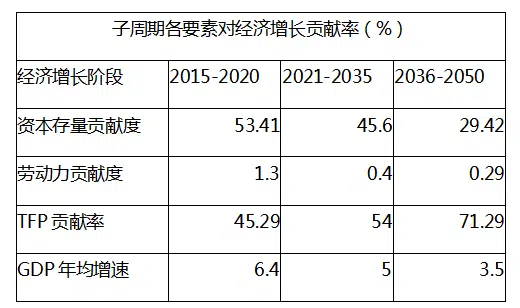 子周期各要素对经济增长贡献率（%）
经济增长阶段 2015-2020 2021-2035 2036-2050
资本存量贡献度 53.41 45.6 29.42
劳动力贡献度 1.3 0.4 0.29
TFP 贡献率 45.29 54 71.29
GDP 年均增速 6.4 5 3.5